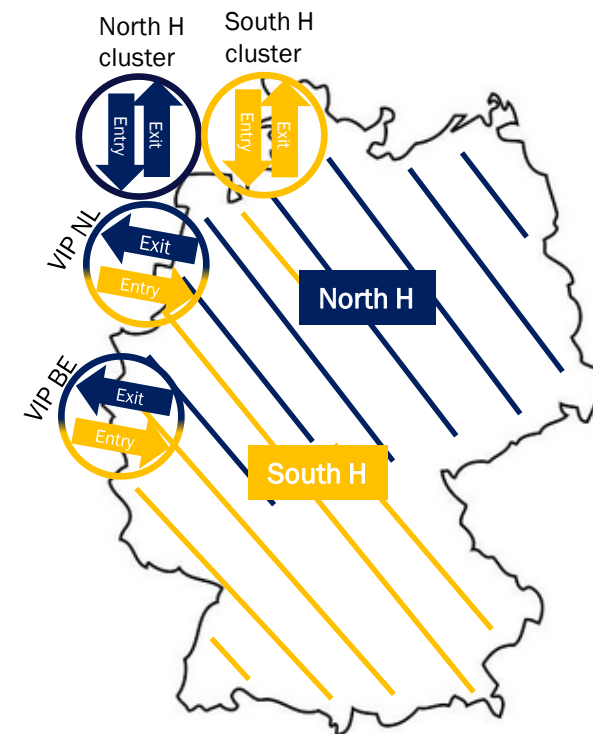 North H
cluster
South H
cluster
Entry
Exit
Entry
Exit
VIP NL
Exit
Entry
North H
VIP BE
Exit
Entry
South H